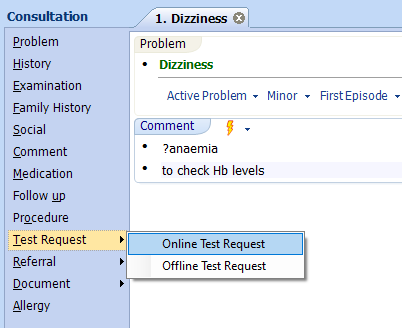 Consultation
1. Dizziness
Problem
History
Examination
Family History
Social
Comment
Medication
Follow up
Procedure
Test Request
Referral
Document
Allergy
Problem
• Dizziness
Active Problem Minor First Episode
Comment
• ?anaemia
• to check Hb levels
Online Test Request
Offline Test Request